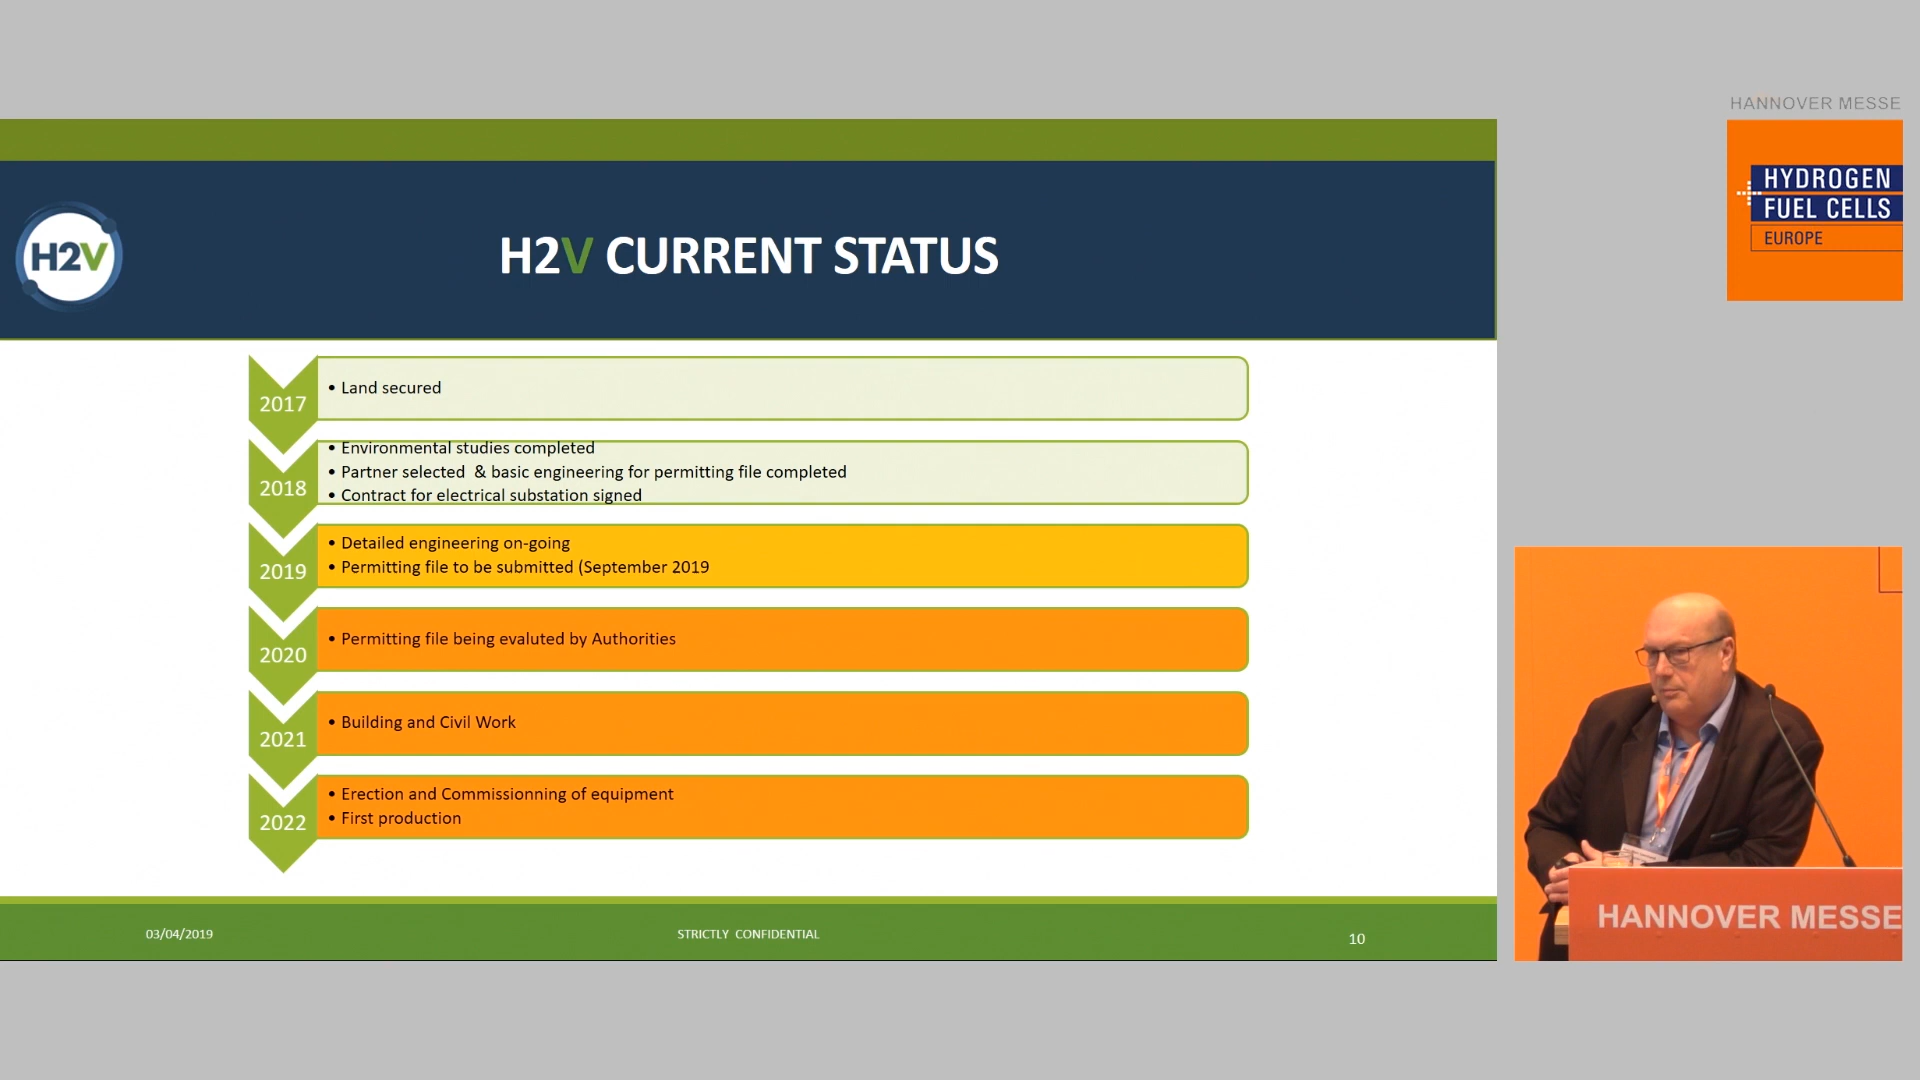 HANNOVER MESSE
HYDROGEN
FUEL CELLS
EUROPE
H2V
H2V CURRENT STATUS
2017
• Land secured
2018
• Environmental studies completed
• Partner selected & basic engineering for permitting file completed
• Contract for electrical substation signed
2019
• Detailed engineering on-going
• Permitting file to be submitted (September 2019
2020
• Permitting file being evaluted by Authorities
2021
• Building and Civil Work
2022
• Erection and Commissionning of equipment
• First production
03/04/2019
STRICTLY CONFIDENTIAL
10
HANNOVER MESSE